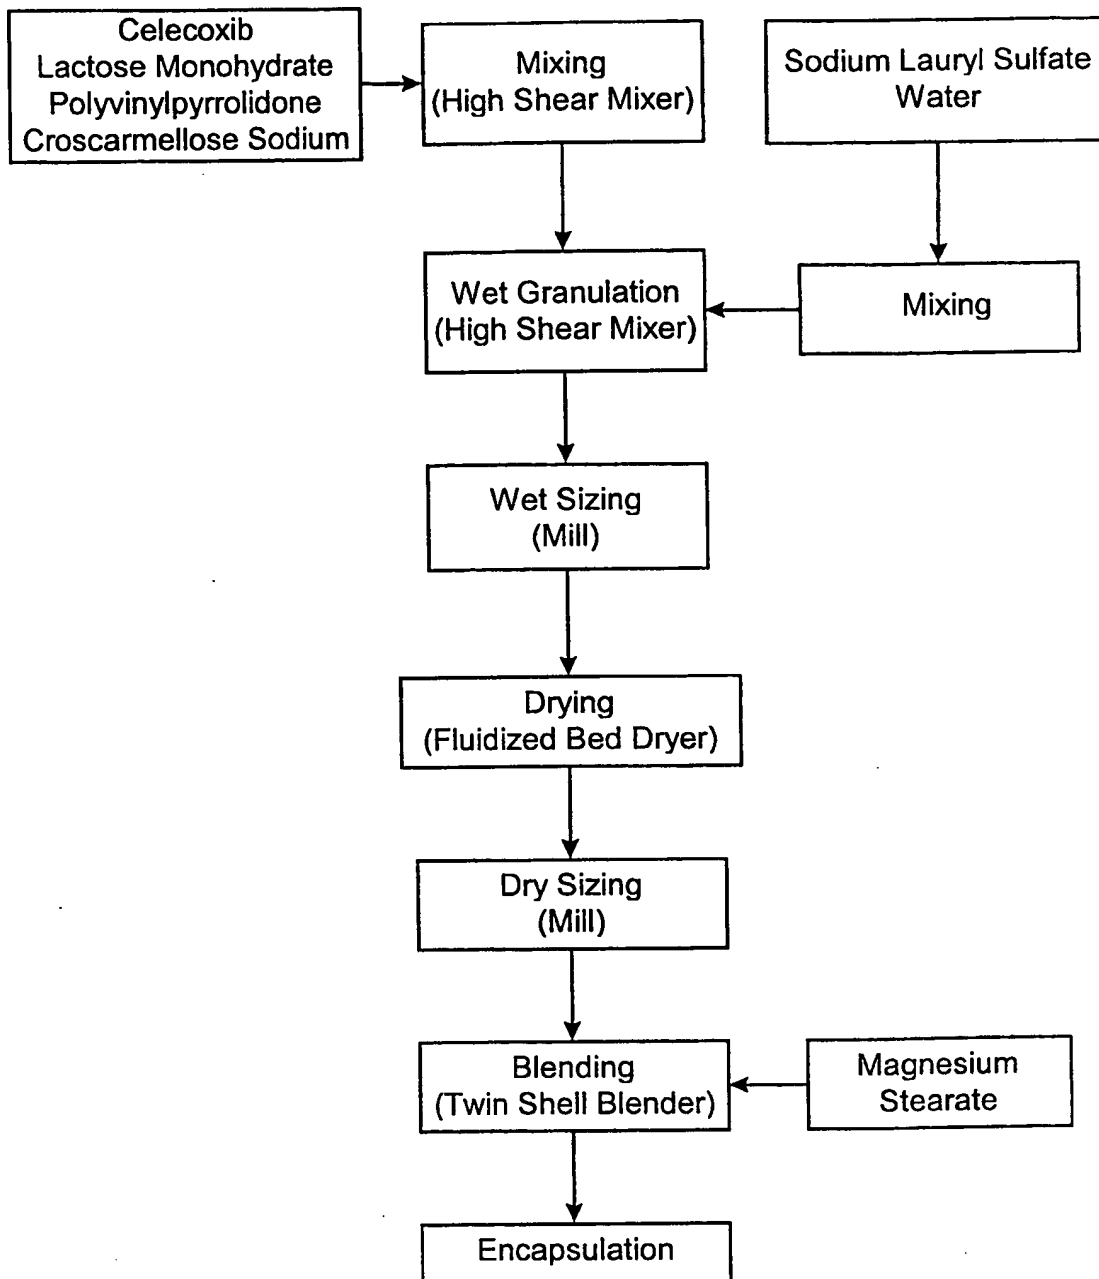 Celecoxib
Lactose Monohydrate
Polyvinylpyrrolidone
Croscarmellose Sodium
Mixing
(High Shear Mixer)
Sodium Lauryl Sulfate
Water
Wet Granulation
(High Shear Mixer)
Mixing
Wet Sizing
(Mill)
Drying
(Fluidized Bed Dryer)
Dry Sizing
(Mill)
Blending
(Twin Shell Blender)
Magnesium
Stearate
Encapsulation